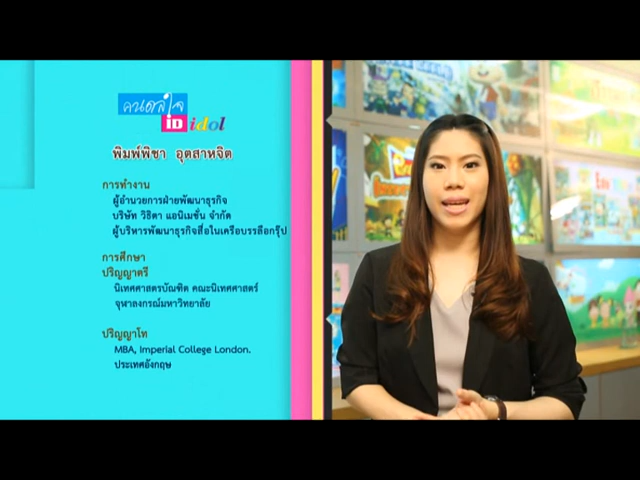 คนดลใจ
iD idol
พิมพ์พิชา อุตสาหจิต
การทำงาน
ผู้อำนวยการฝ่ายพัฒนาธุรกิจ
บริษัท วิธิตา แอนิเมชั่น จำกัด
ผู้บริหารพัฒนาธุรกิจสื่อในเครือบรรลือกรุ๊ป
การศึกษา
ปริญญาตรี
นิเทศศาสตรบัณฑิต คณะนิเทศศาสตร์
จุฬาลงกรณ์มหาวิทยาลัย
ปริญญาโท
MBA, Imperial College London.
ประเทศอังกฤษ